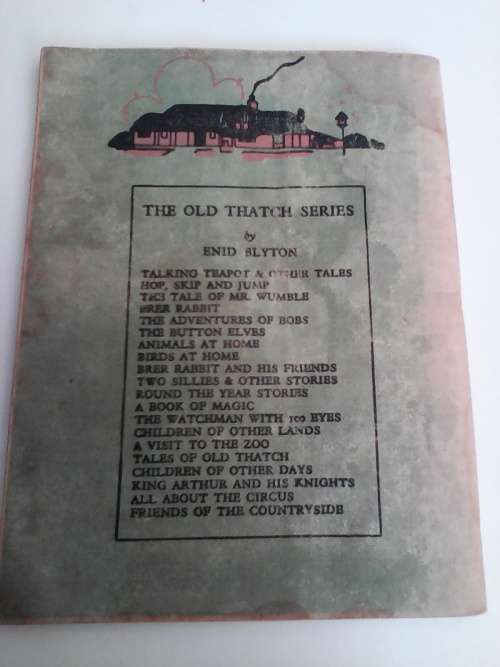 THE OLD THATCH SERIES
by
ENID BLYTON
TALKING TEAPOT & OTHER TALES
HOP, SKIP AND JUMP
THE TALE OF MR. WUMBLE
BRER RABBIT
THE ADVENTURES OF BOBS
THE BUTTON ELVES
ANIMALS AT HOME
BIRDS AT HOME
BRER RABBIT AND HIS FRIENDS
TWO SILLIES & OTHER STORIES
ROUND THE YEAR STORIES
A BOOK OF MAGIC
THE WATCHMAN WITH 100 EYES
CHILDREN OF OTHER LANDS
A VISIT TO THE ZOO
TALES OF OLD THATCH
CHILDREN OF OTHER DAYS
KING ARTHUR AND HIS KNIGHTS
ALL ABOUT THE CIRCUS
FRIENDS OF THE COUNTRYSIDE